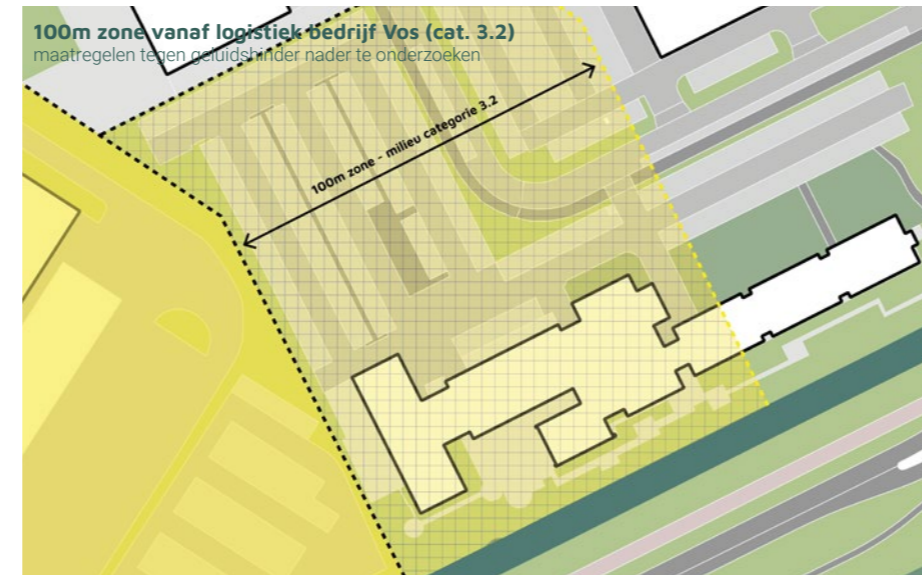 100m zone vanaf logistiek bedrijf Vos (cat. 3.2)
maatregelen tegen geluidshinder nader te onderzoeken
100m zone - milieu categorie 3.2